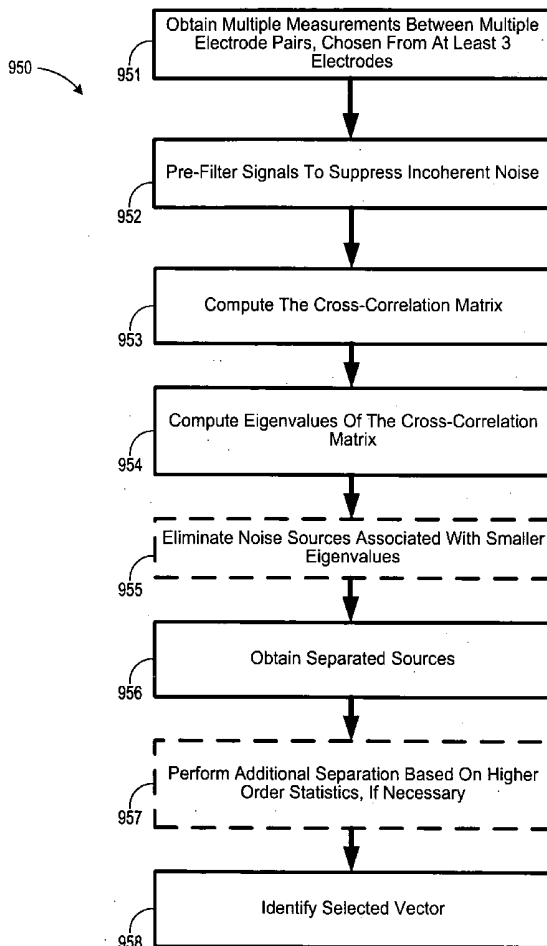 Obtain Multiple Measurements Between Multiple
Electrode Pairs, Chosen From At Least 3
Electrodes
950
951
Pre-Filter Signals To Suppress Incoherent Noise
952
Compute The Cross-Correlation Matrix
953
Compute Eigenvalues Of The Cross-Correlation
Matrix
954
Eliminate Noise Sources Associated With Smaller
Eigenvalues
955
Obtain Separated Sources
956
Perform Additional Separation Based On Higher
Order Statistics, If Necessary
957
Identify Selected Vector
958